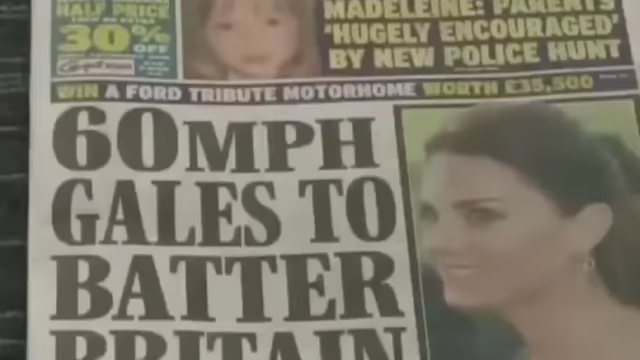 HALF PRICE
30% OFF
MADELEINE: PARENTS
'HUGELY ENCOURAGED'
BY NEW POLICE HUNT
WIN A FORD TRIBUTE MOTORHOME WORTH £35,500
60MPH
GALES TO
BATTER
BRITAIN